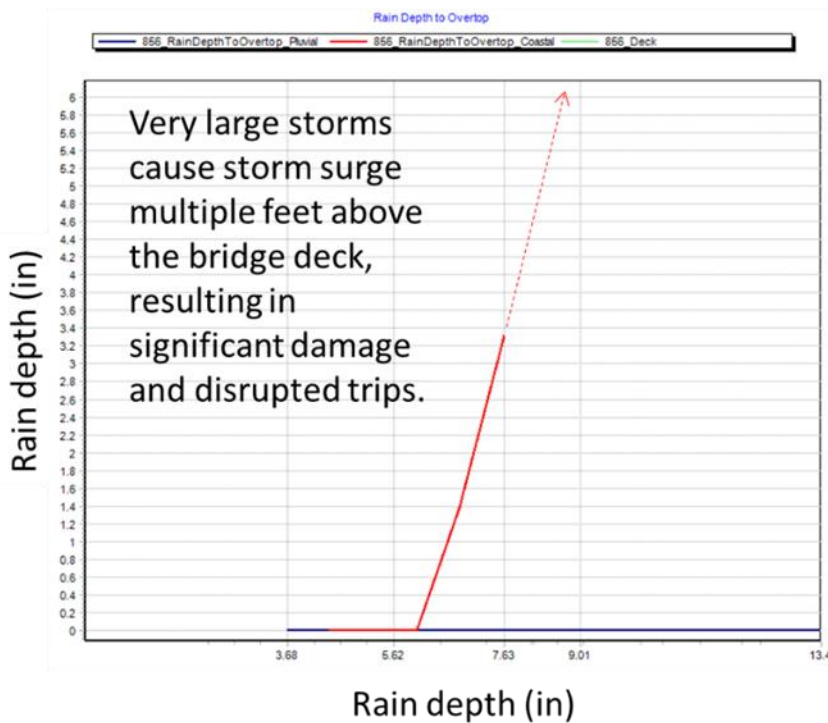 Rain Depth to Overtop
856_RainDepthToOvertop_Pluvial 856_RainDepthToOvertop_Coastal 856_Deck
Very large storms
cause storm surge
multiple feet above
the bridge deck,
resulting in
significant damage
and disrupted trips.
Rain depth (in)
6
5.8
5.6
5.4
5.2
5
4.8
4.6
4.4
4.2
4
3.8
3.6
3.4
3.2
3
2.8
2.6
2.4
2.2
2
1.8
1.6
1.4
1.2
1
0.8
0.6
0.4
0.2
0
3.68 5.62 7.63 9.01 13.4
Rain depth (in)